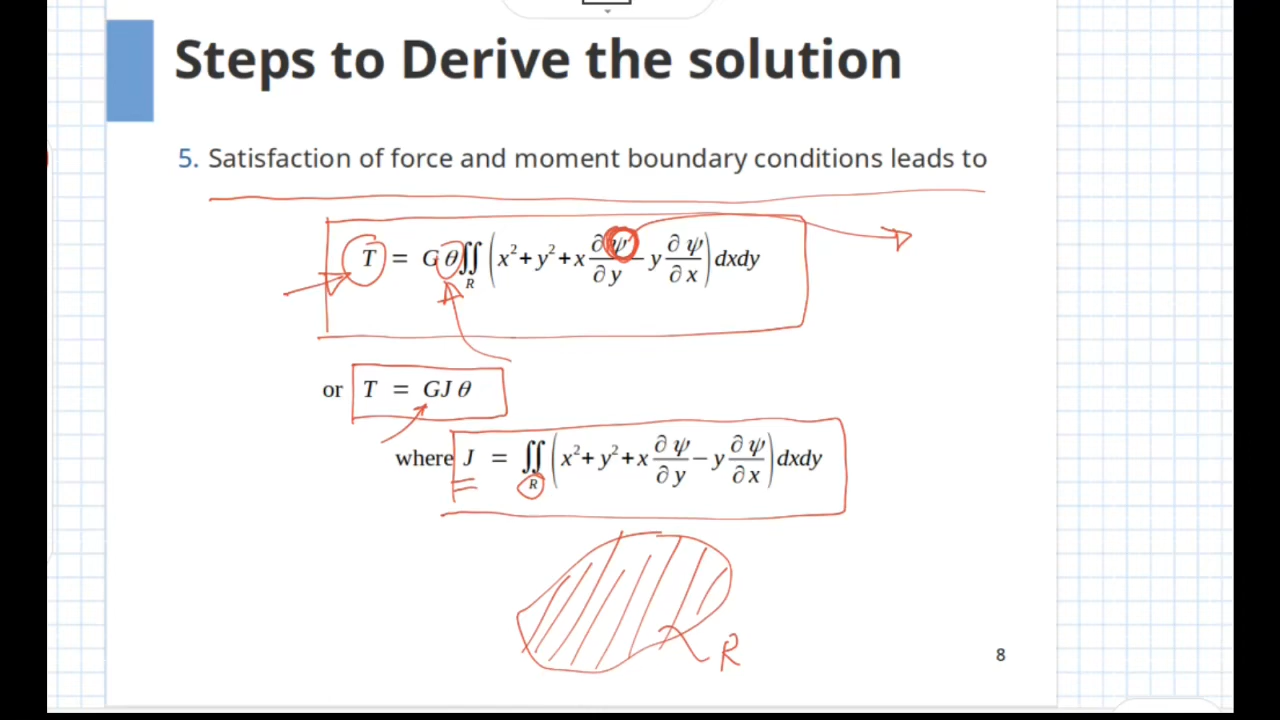 Steps to Derive the solution
5. Satisfaction of force and moment boundary conditions leads to
T = Gθ∬_R (x² + y² + x ∂ψ/∂y − y ∂ψ/∂x) dxdy
or T = GJθ
where J = ∬_R (x² + y² + x ∂ψ/∂y − y ∂ψ/∂x) dxdy
R
8